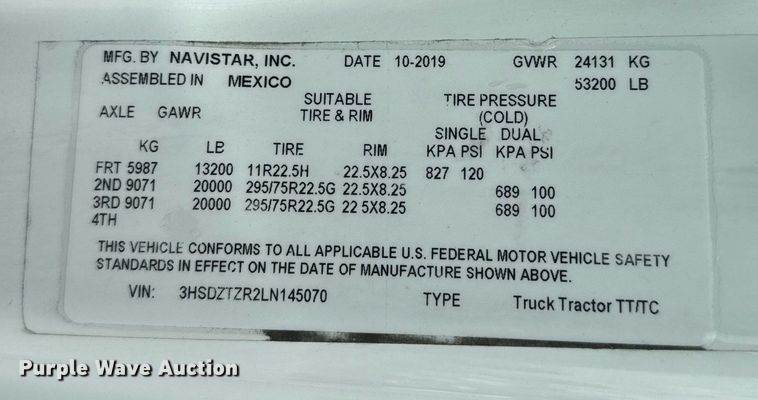 MFG. BY NAVISTAR, INC. DATE 10-2019 GVWR 24131 KG
ASSEMBLED IN MEXICO 53200 LB
SUITABLE TIRE PRESSURE
AXLE GAWR TIRE & RIM (COLD)
SINGLE DUAL
KG LB TIRE RIM KPA PSI KPA PSI
FRT 5987 13200 11R22.5H 22.5X8.25 827 120
2ND 9071 20000 295/75R22.5G 22.5X8.25 689 100
3RD 9071 20000 295/75R22.5G 22.5X8.25 689 100
4TH
THIS VEHICLE CONFORMS TO ALL APPLICABLE U.S. FEDERAL MOTOR VEHICLE SAFETY
STANDARDS IN EFFECT ON THE DATE OF MANUFACTURE SHOWN ABOVE.
VIN: 3HSDZTZR2LN145070 TYPE Truck Tractor TT/TC
Purple Wave Auction